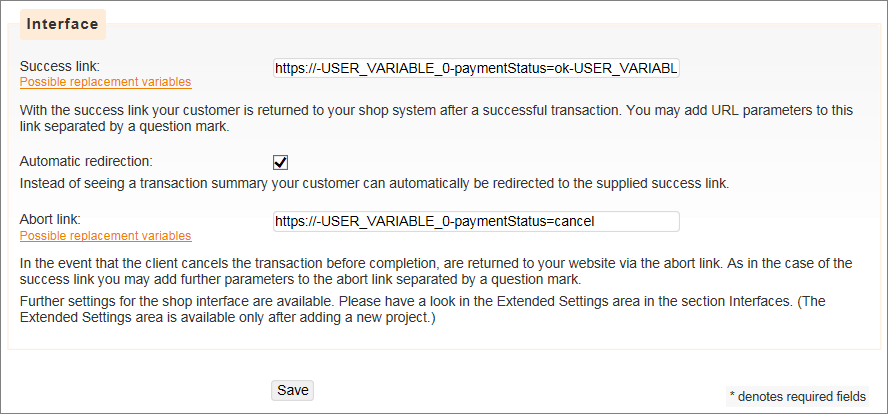 Interface
Success link:
https://-USER_VARIABLE_0-paymentStatus=ok-USER_VARIABL
Possible replacement variables
With the success link your customer is returned to your shop system after a successful transaction. You may add URL parameters to this
link separated by a question mark.
Automatic redirection:
Instead of seeing a transaction summary your customer can automatically be redirected to the supplied success link.
Abort link:
https://-USER_VARIABLE_0-paymentStatus=cancel
Possible replacement variables
In the event that the client cancels the transaction before completion, are returned to your website via the abort link. As in the case of the
success link you may add further parameters to the abort link separated by a question mark.
Further settings for the shop interface are available. Please have a look in the Extended Settings area in the section Interfaces. (The
Extended Settings area is available only after adding a new project.)
Save
* denotes required fields